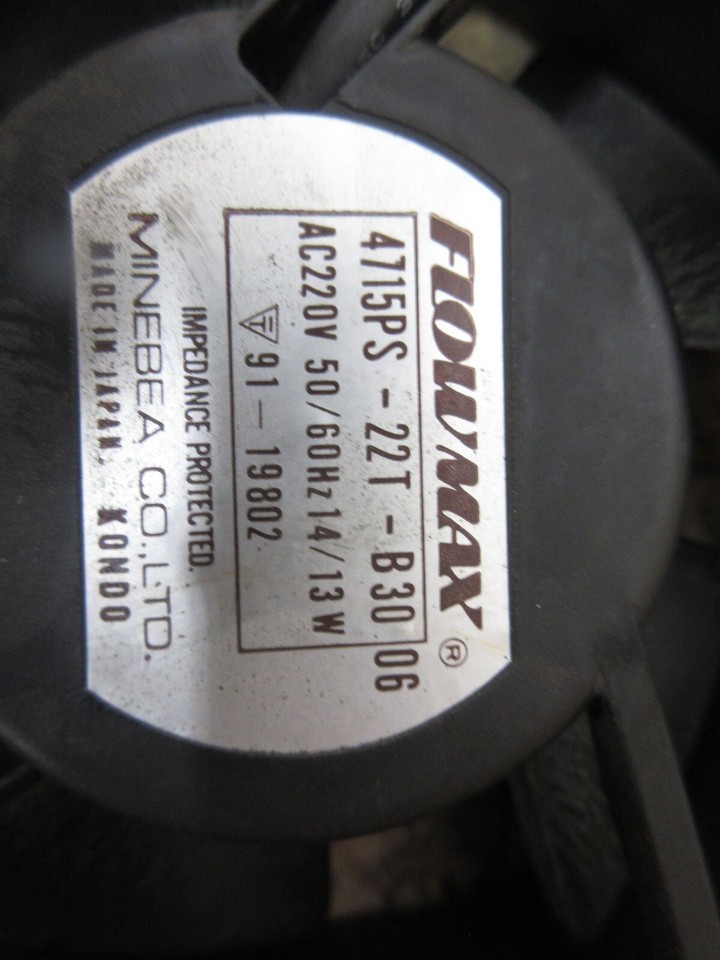 FLOWMAX®
4715PS-22T-B30 06
AC220V 50/60Hz 14/13W
91-19802
IMPEDANCE PROTECTED.
MINEBEA CO.,LTD.
MADE IN JAPAN. KONDO